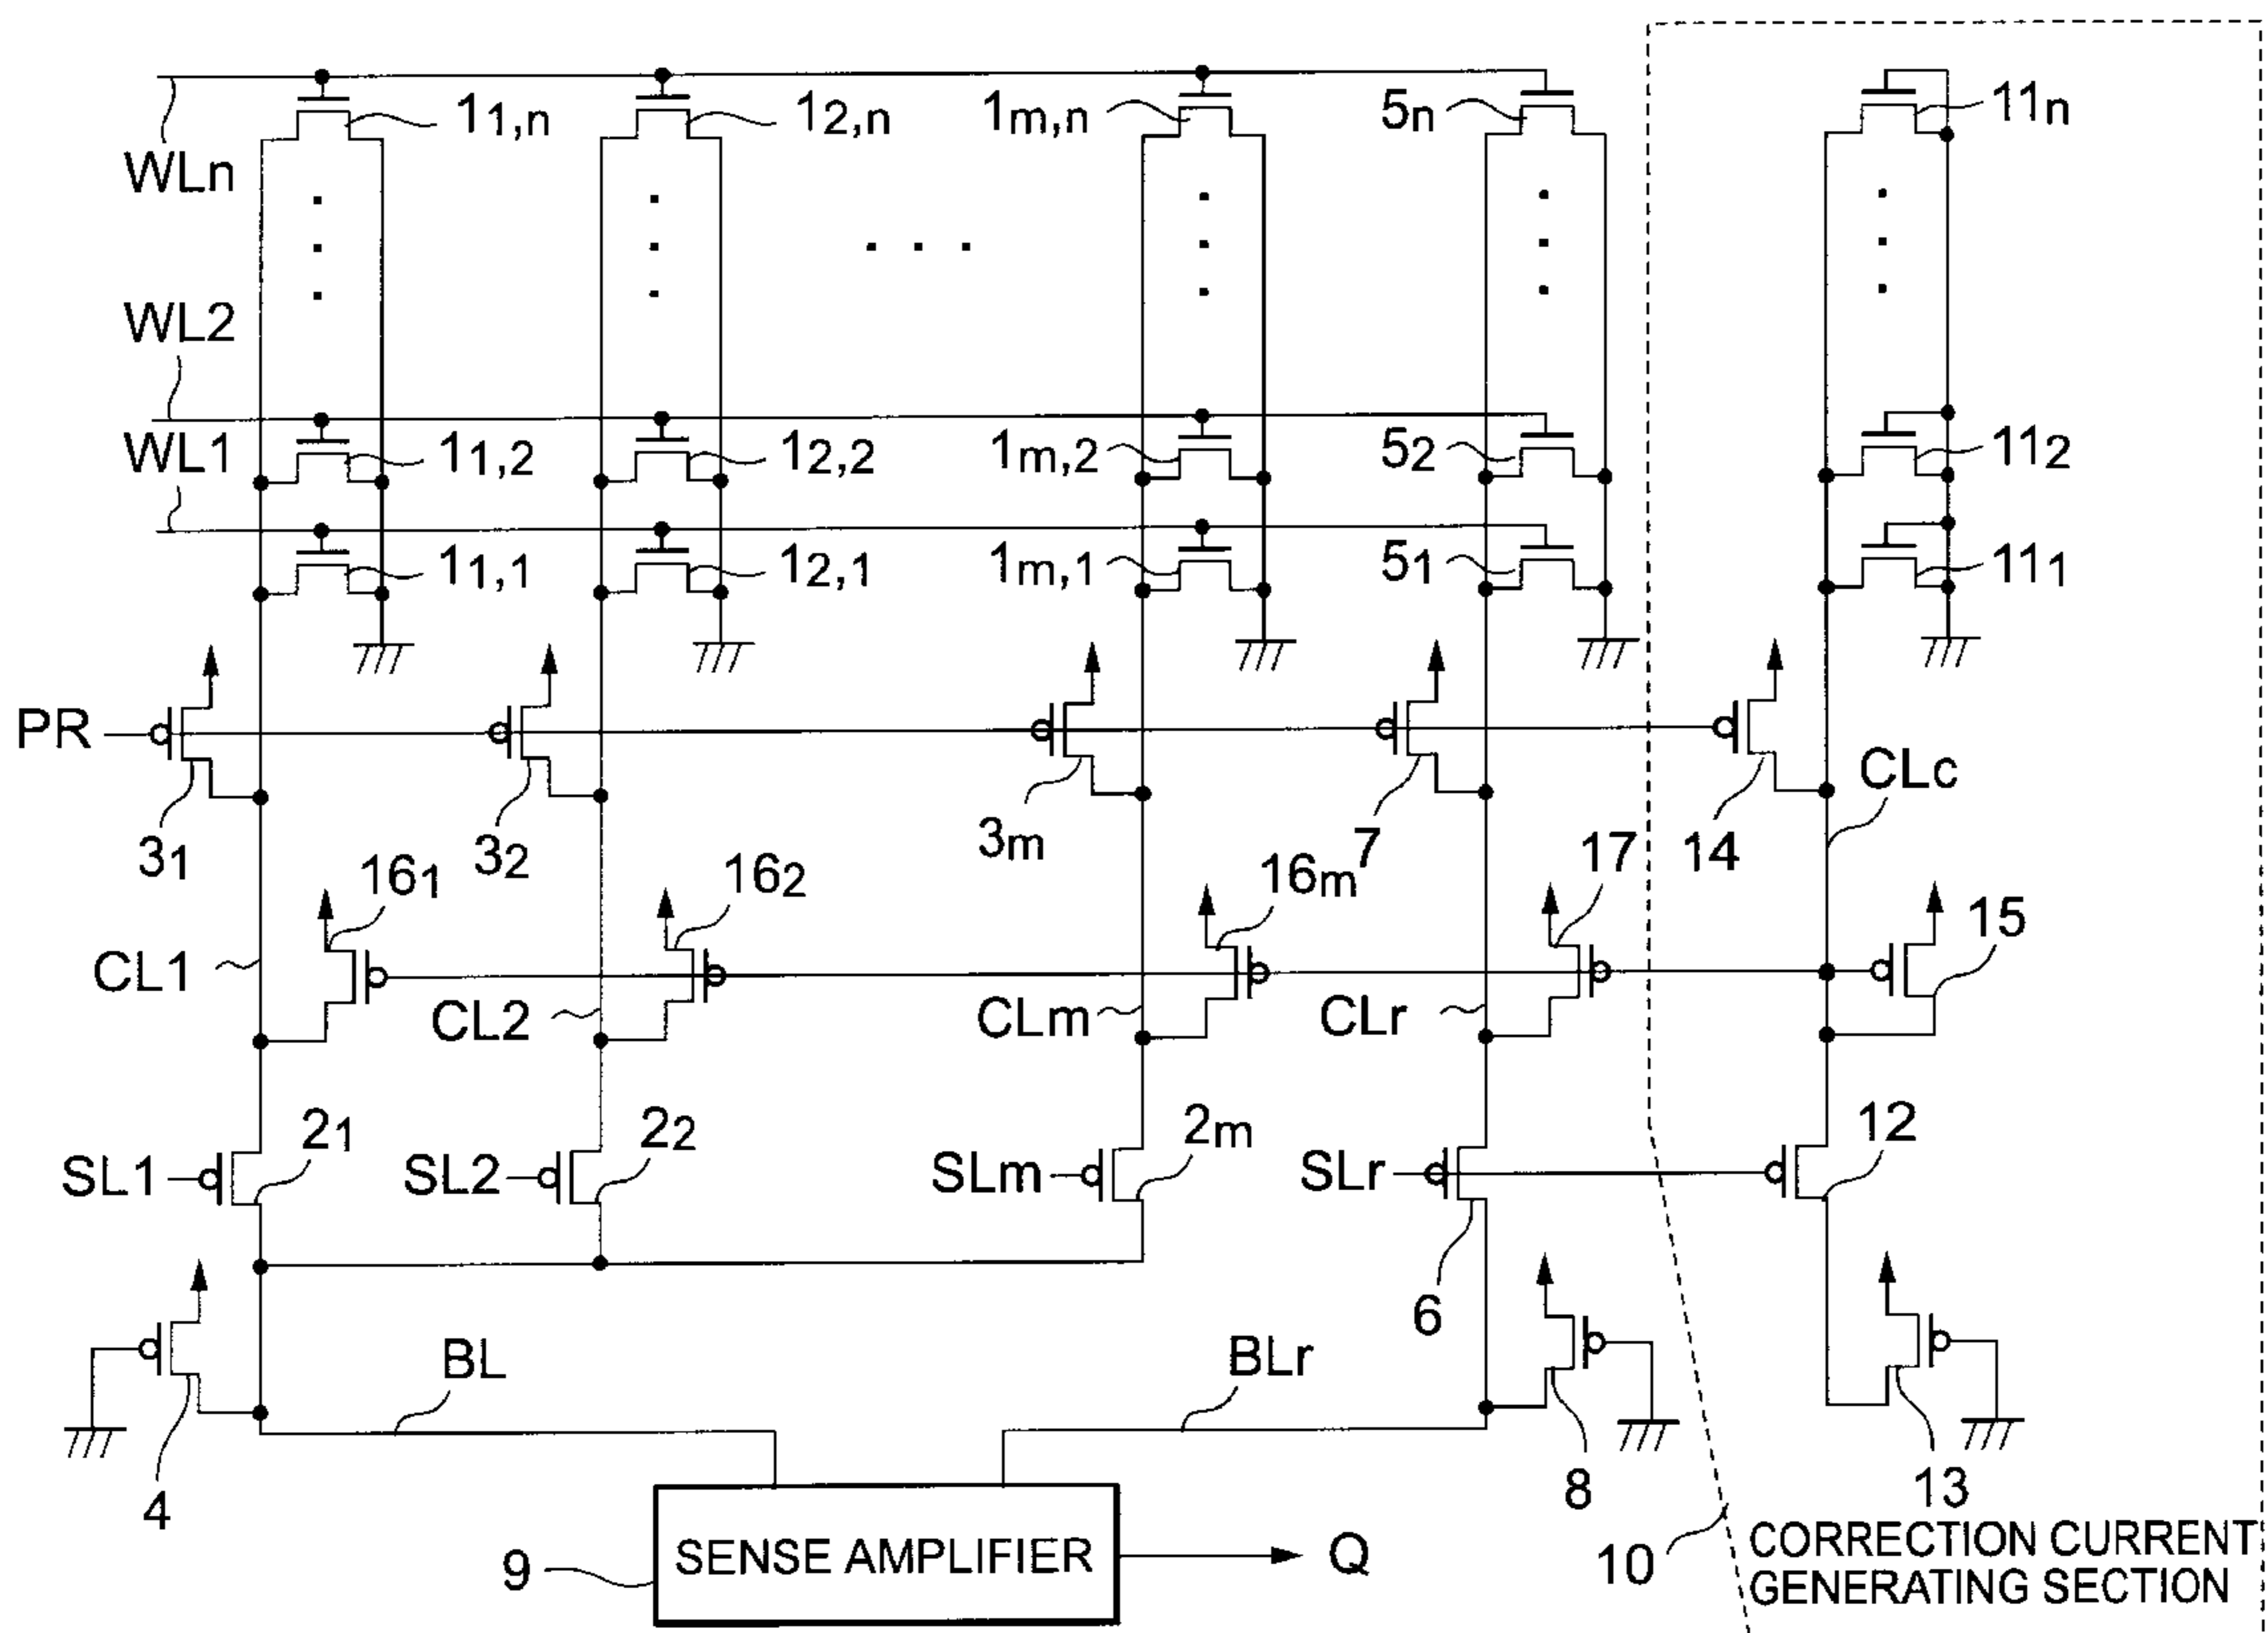 WLn 1₁,n 1₂,n 1m,n 5n 11n
WL2
WL1 1₁,2 1₂,2 1m,2 5₂ 11₂
1₁,1 1₂,1 1m,1 5₁ 11₁
PR
3₁ 3₂ 3m 7 14 CLc
16₁ 16₂ 16m 17 15
CL1 CL2 CLm CLr
SL1 2₁ SL2 2₂ SLm 2m SLr 12
6
4 BL BLr 8 13
9 SENSE AMPLIFIER Q
10 CORRECTION CURRENT
GENERATING SECTION